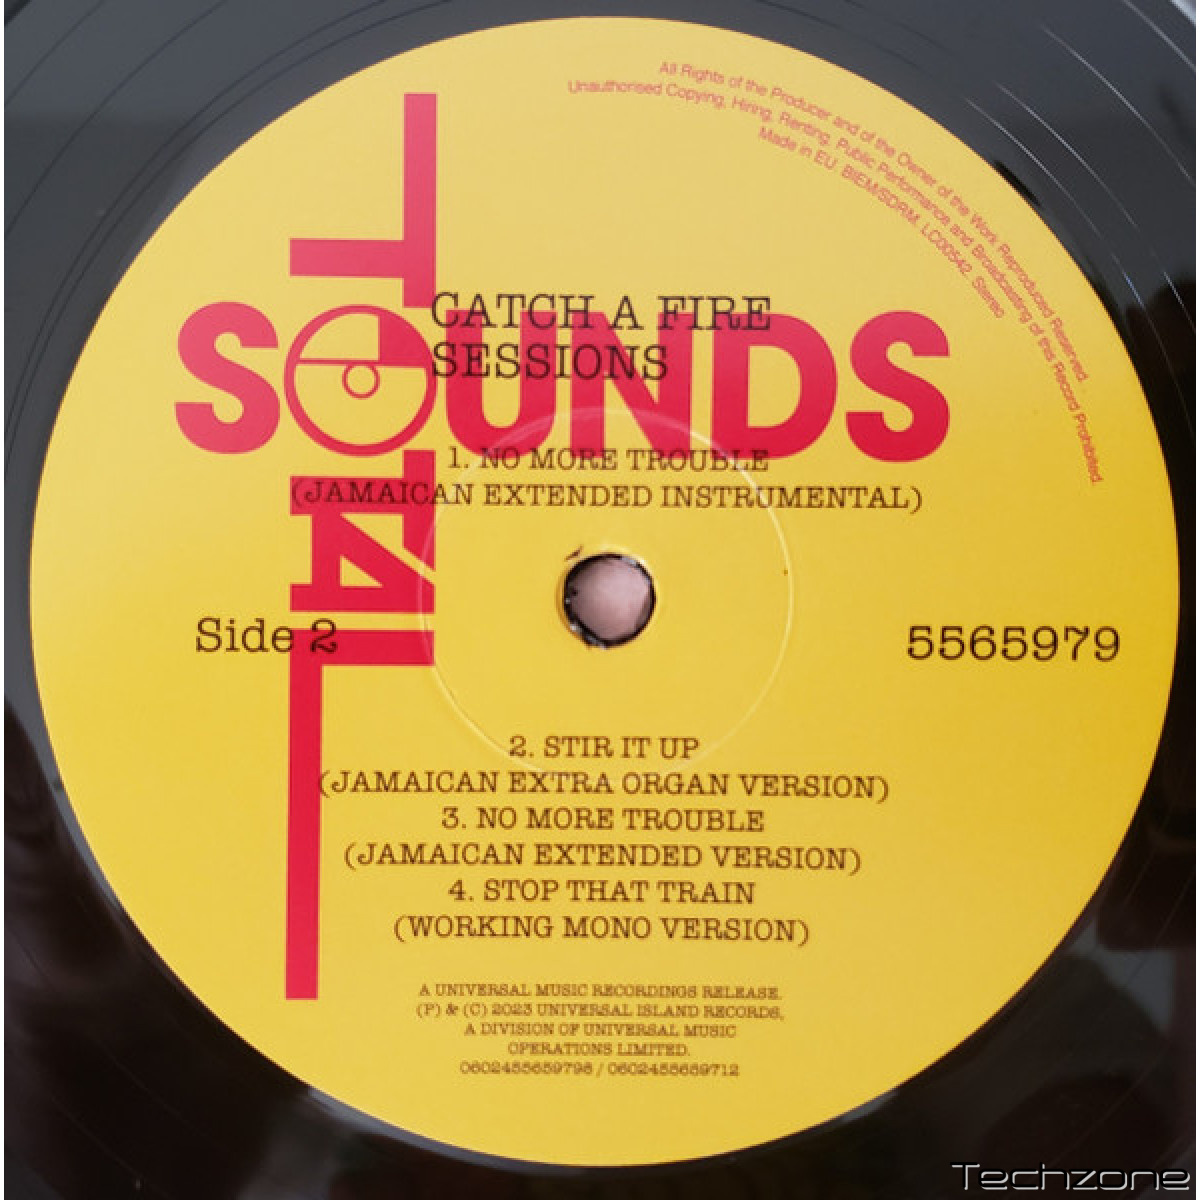 All Rights of the Producer and of the Owner of the Work Reproduced Reserved.
Unauthorised Copying, Hiring, Renting, Public Performance and Broadcasting of this Record Prohibited.
Made in EU. BIEM/SDRM. LC00542. Stereo
TOTAL
SOUNDS
CATCH A FIRE
SESSIONS
1. NO MORE TROUBLE
(JAMAICAN EXTENDED INSTRUMENTAL)
Side 2
5565979
2. STIR IT UP
(JAMAICAN EXTRA ORGAN VERSION)
3. NO MORE TROUBLE
(JAMAICAN EXTENDED VERSION)
4. STOP THAT TRAIN
(WORKING MONO VERSION)
A UNIVERSAL MUSIC RECORDINGS RELEASE.
(P) & (C) 2023 UNIVERSAL ISLAND RECORDS,
A DIVISION OF UNIVERSAL MUSIC
OPERATIONS LIMITED.
0602455659798 / 0602455659712
Techzone